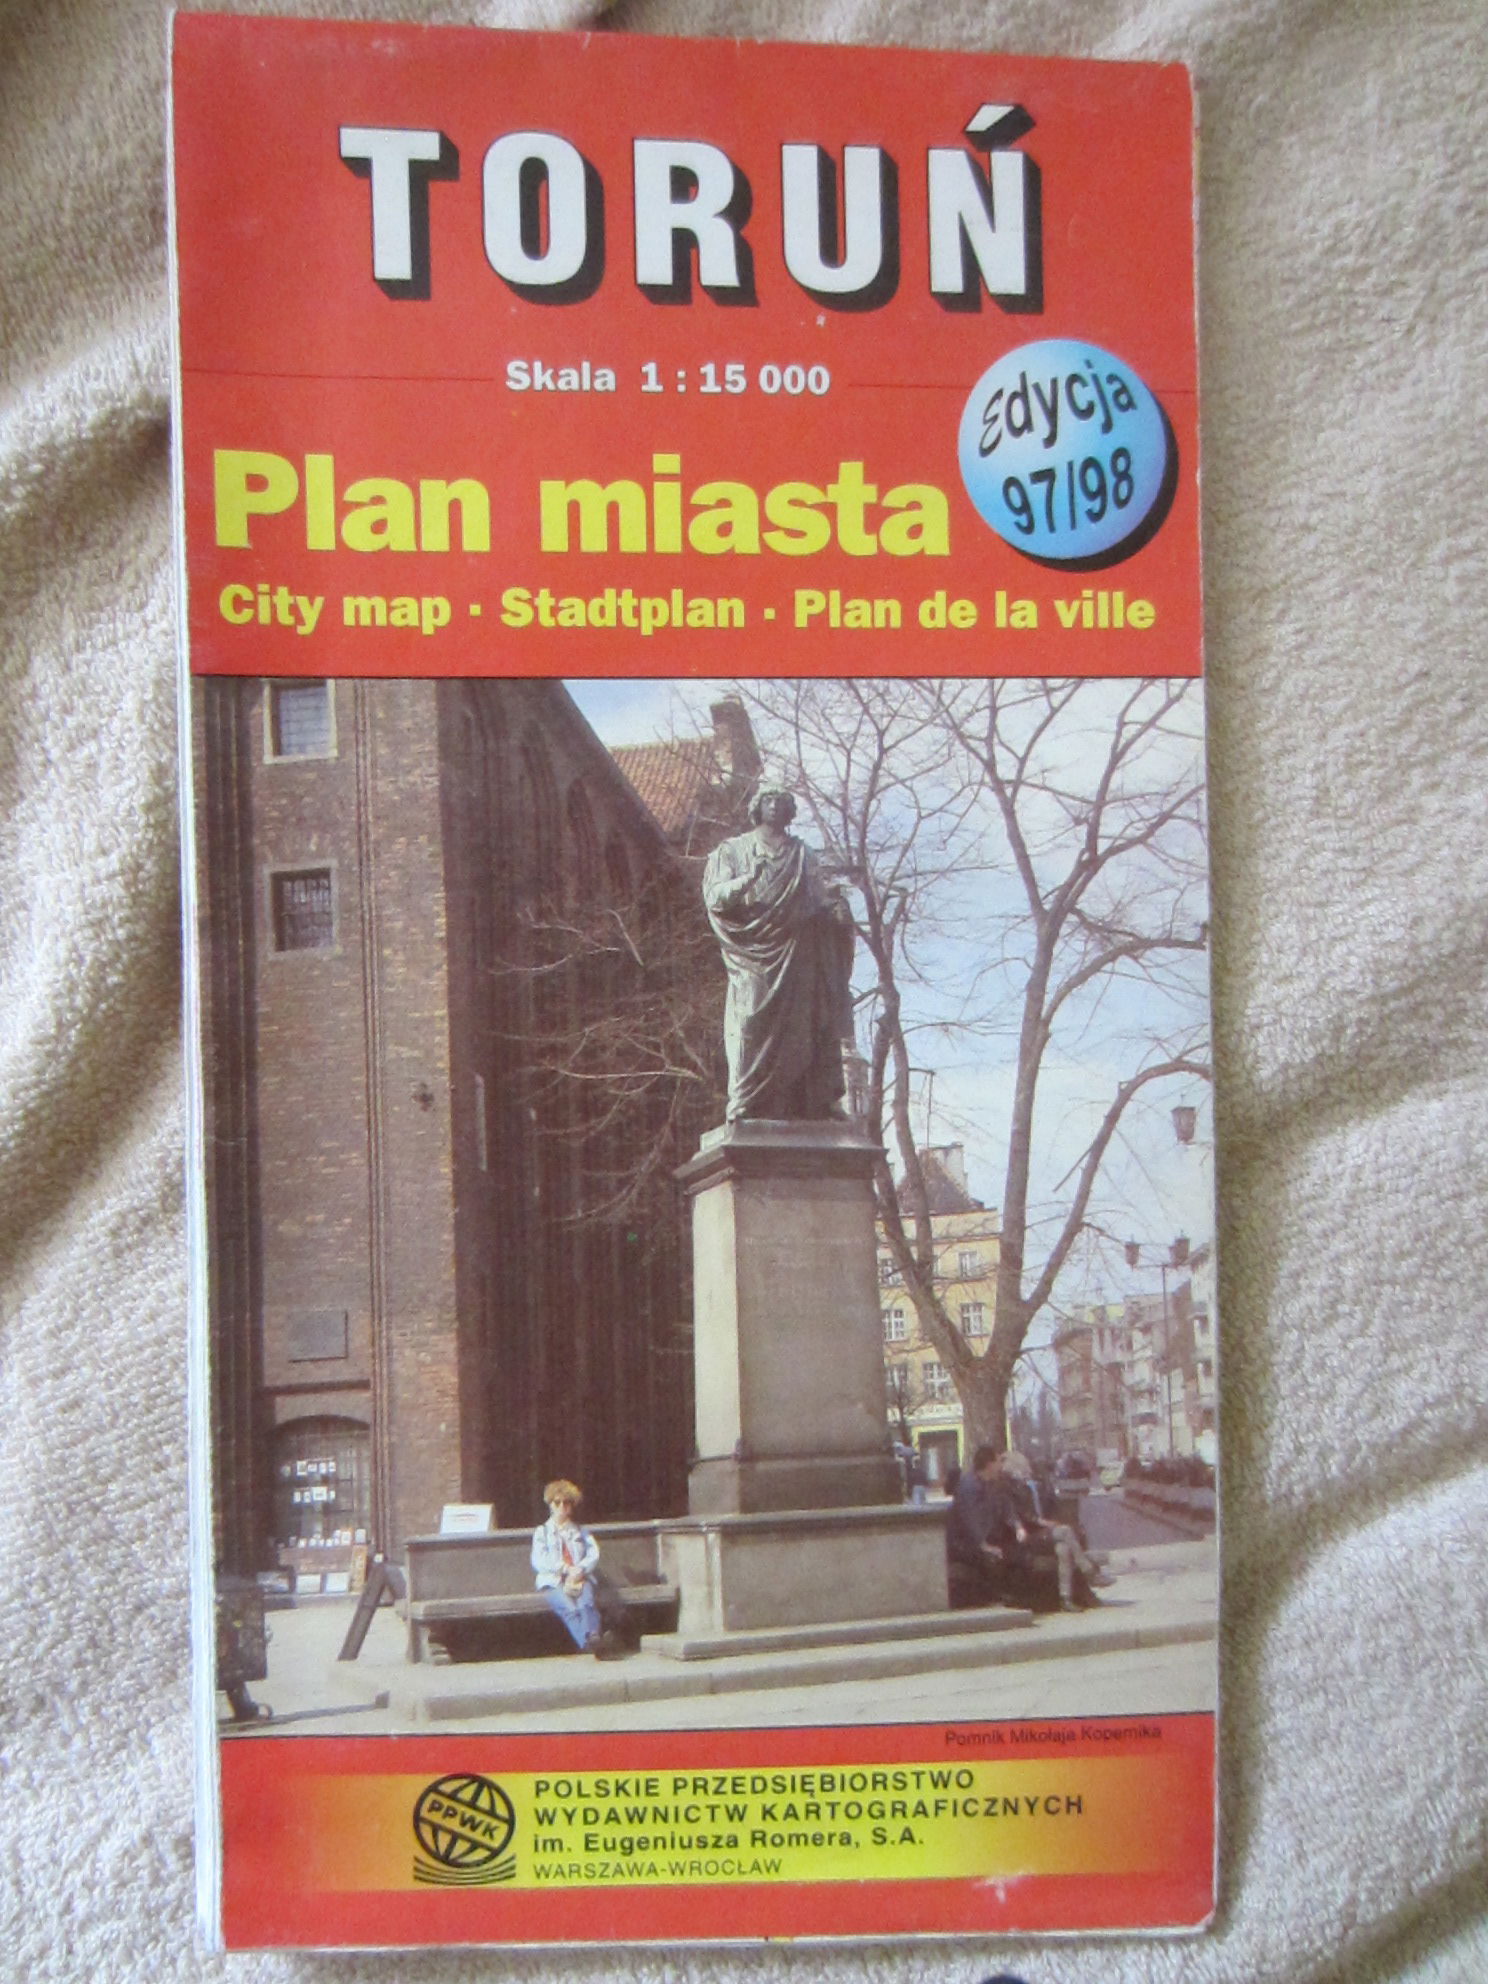 TORUŃ
Skala 1 : 15 000
Edycja
97/98
Plan miasta
City map · Stadtplan · Plan de la ville
Pomnik Mikołaja Kopernika
PPWK
POLSKIE PRZEDSIĘBIORSTWO
WYDAWNICTW KARTOGRAFICZNYCH
im. Eugeniusza Romera, S.A.
WARSZAWA-WROCŁAW